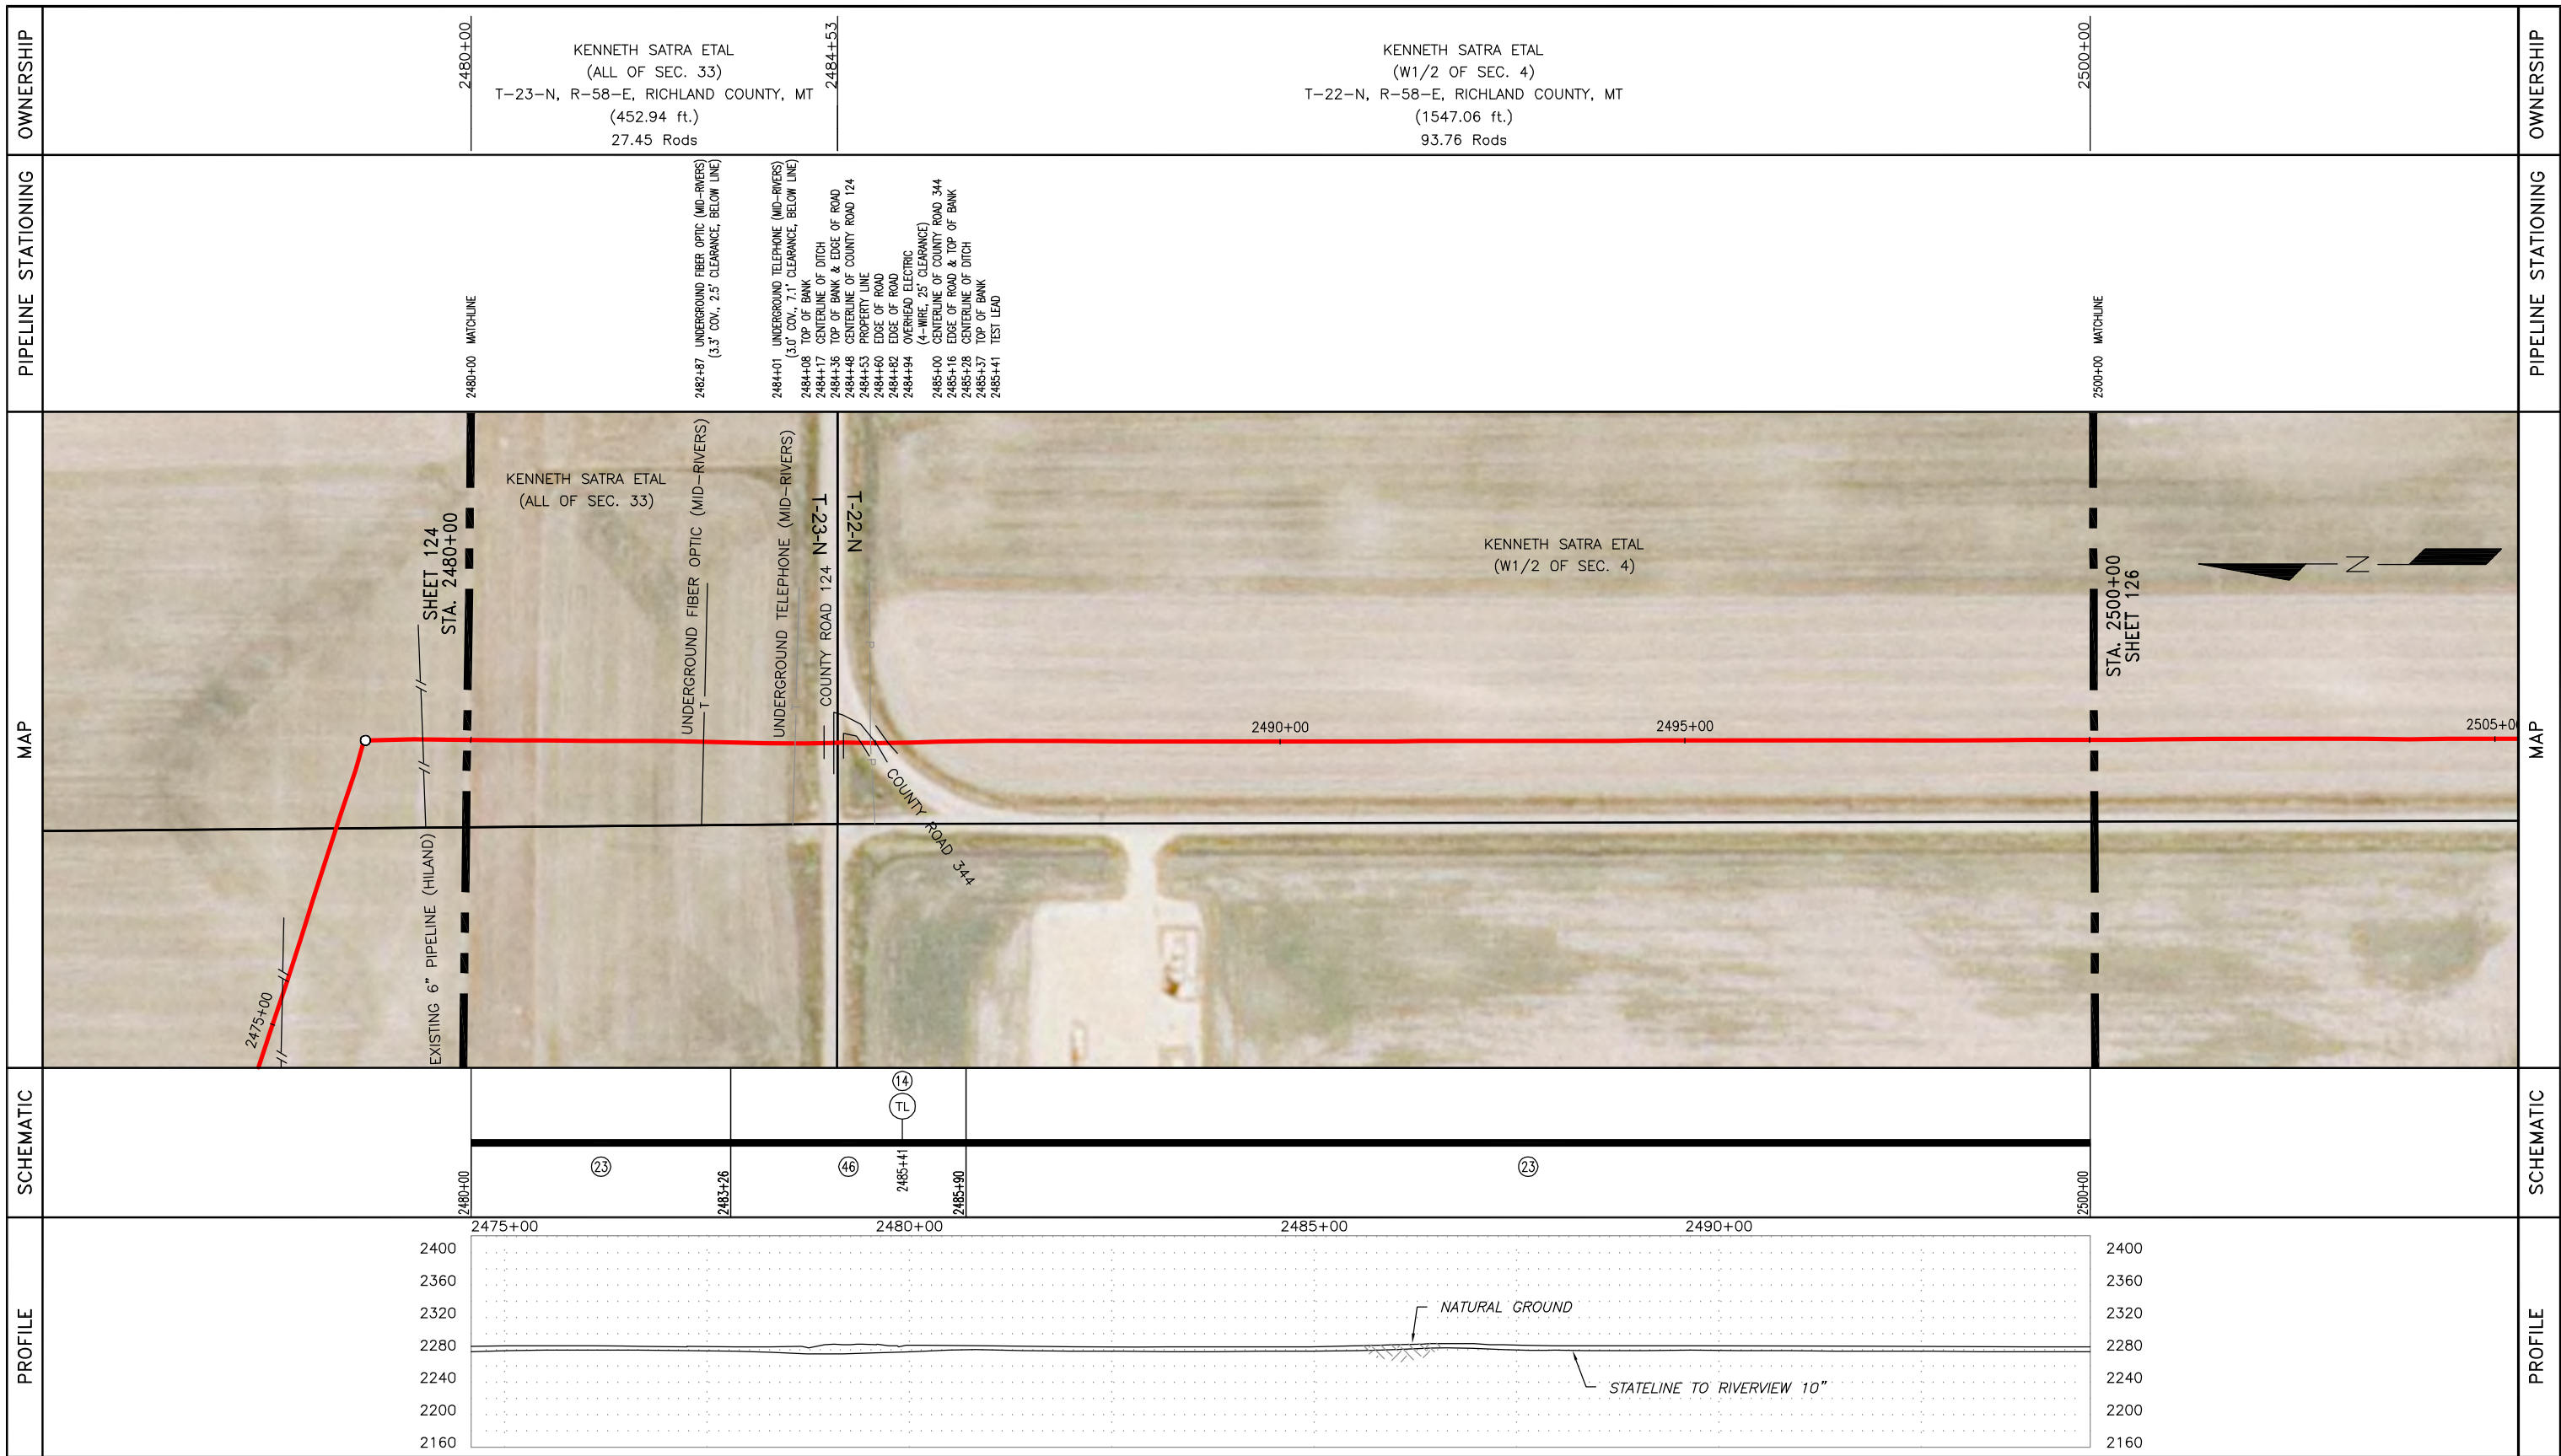 OWNERSHIP
2480+00
KENNETH SATRA ETAL
(ALL OF SEC. 33)
T-23-N, R-58-E, RICHLAND COUNTY, MT
(452.94 ft.)
27.45 Rods
2484+53
KENNETH SATRA ETAL
(W1/2 OF SEC. 4)
T-22-N, R-58-E, RICHLAND COUNTY, MT
(1547.06 ft.)
93.76 Rods
2500+00
OWNERSHIP
PIPELINE STATIONING
2480+00 MATCHLINE
2482+87 UNDERGROUND FIBER OPTIC (MID-RIVERS)
(3.3' COV., 2.5' CLEARANCE, BELOW LINE)
2484+01 UNDERGROUND TELEPHONE (MID-RIVERS)
(3.0' COV., 7.1' CLEARANCE, BELOW LINE)
2484+08 TOP OF BANK
2484+17 CENTERLINE OF DITCH
2484+36 TOP OF BANK & EDGE OF ROAD
2484+48 CENTERLINE OF COUNTY ROAD 124
2484+53 PROPERTY LINE
2484+60 EDGE OF ROAD
2484+82 EDGE OF ROAD
2484+94 OVERHEAD ELECTRIC
(4-WIRE, 25' CLEARANCE)
2485+00 CENTERLINE OF COUNTY ROAD 344
2485+16 EDGE OF ROAD & TOP OF BANK
2485+28 CENTERLINE OF DITCH
2485+37 TOP OF BANK
2485+41 TEST LEAD
2500+00 MATCHLINE
PIPELINE STATIONING
MAP
2475+00
EXISTING 6" PIPELINE (HILAND)
SHEET 124
STA. 2480+00
KENNETH SATRA ETAL
(ALL OF SEC. 33)
UNDERGROUND FIBER OPTIC (MID-RIVERS)
T
UNDERGROUND TELEPHONE (MID-RIVERS)
T-23-N
T-22-N
COUNTY ROAD 124
P
P
COUNTY ROAD 344
KENNETH SATRA ETAL
(W1/2 OF SEC. 4)
2490+00
2495+00
STA. 2500+00
SHEET 126
N
2505+0
MAP
SCHEMATIC
2480+00
23
2483+26
46
14
TL
2485+41
2485+90
23
2500+00
SCHEMATIC
PROFILE
2475+00
2480+00
2485+00
2490+00
2400
2360
2320
2280
2240
2200
2160
NATURAL GROUND
STATELINE TO RIVERVIEW 10"
2400
2360
2320
2280
2240
2200
2160
PROFILE